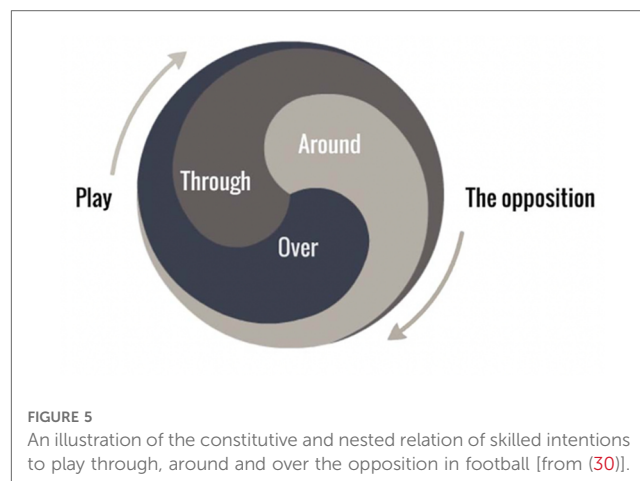 Around
Through
Play
The opposition
Over
FIGURE 5
An illustration of the constitutive and nested relation of skilled intentions
to play through, around and over the opposition in football [from (30)].